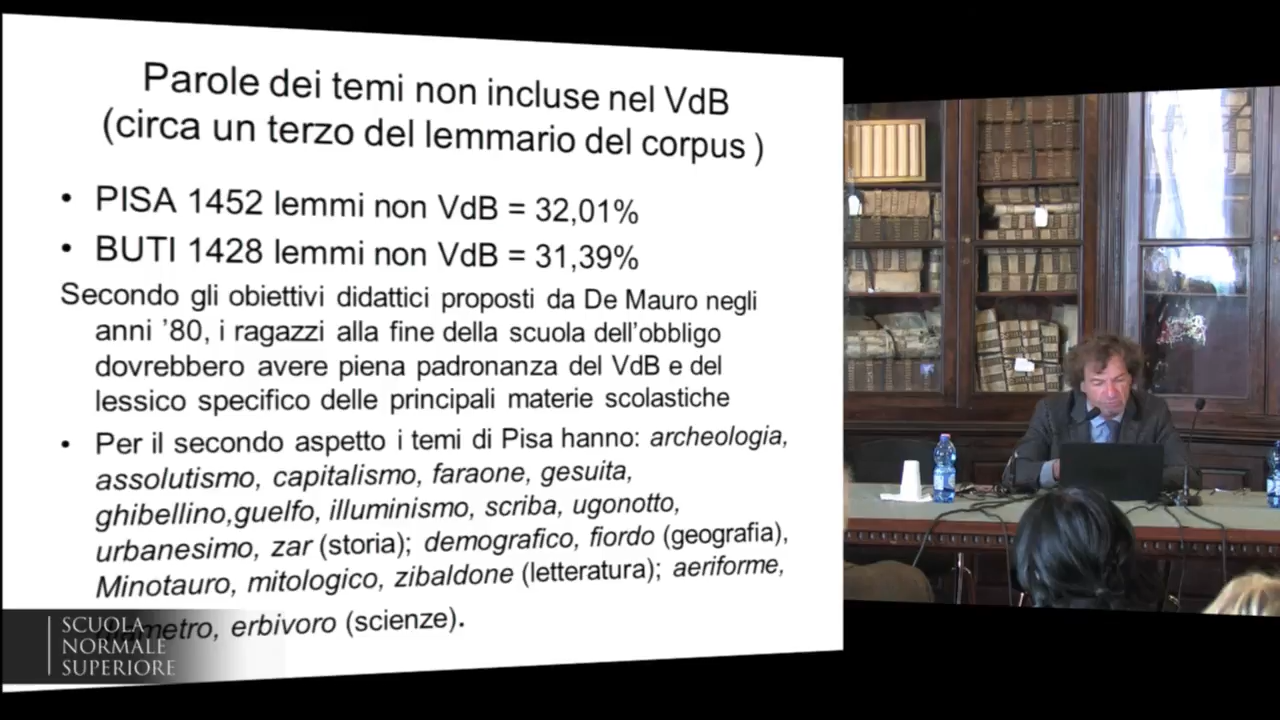 Parole dei temi non incluse nel VdB
(circa un terzo del lemmario del corpus )
• PISA 1452 lemmi non VdB = 32,01%
• BUTI 1428 lemmi non VdB = 31,39%
Secondo gli obiettivi didattici proposti da De Mauro negli
anni ’80, i ragazzi alla fine della scuola dell’obbligo
dovrebbero avere piena padronanza del VdB e del
lessico specifico delle principali materie scolastiche
• Per il secondo aspetto i temi di Pisa hanno: archeologia,
assolutismo, capitalismo, faraone, gesuita,
ghibellino,guelfo, illuminismo, scriba, ugonotto,
urbanesimo, zar (storia); demografico, fiordo (geografia),
Minotauro, mitologico, zibaldone (letteratura); aeriforme,
erbivoro (scienze).
SCUOLA
NORMALE
SUPERIORE